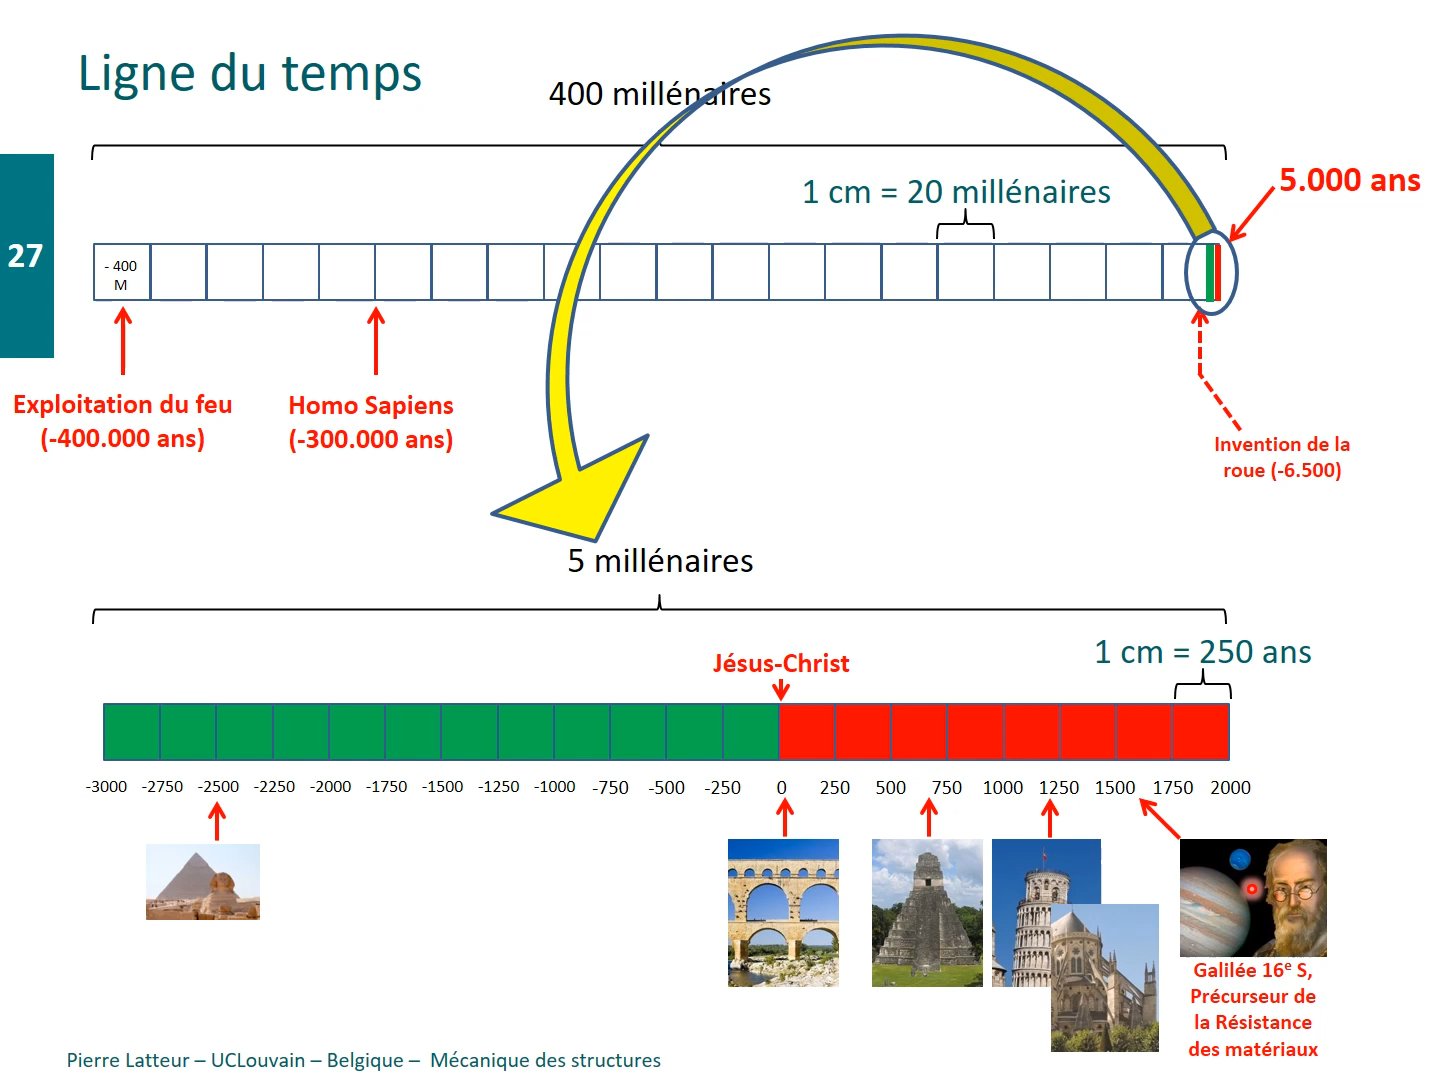 Ligne du temps
400 millénaires
27
1 cm = 20 millénaires
5.000 ans
- 400
M
Exploitation du feu
(-400.000 ans)
Homo Sapiens
(-300.000 ans)
Invention de la
roue (-6.500)
5 millénaires
Jésus-Christ
1 cm = 250 ans
-3000 -2750 -2500 -2250 -2000 -1750 -1500 -1250 -1000 -750 -500 -250 0 250 500 750 1000 1250 1500 1750 2000
Galilée 16e S,
Précurseur de
la Résistance
des matériaux
Pierre Latteur – UCLouvain – Belgique – Mécanique des structures